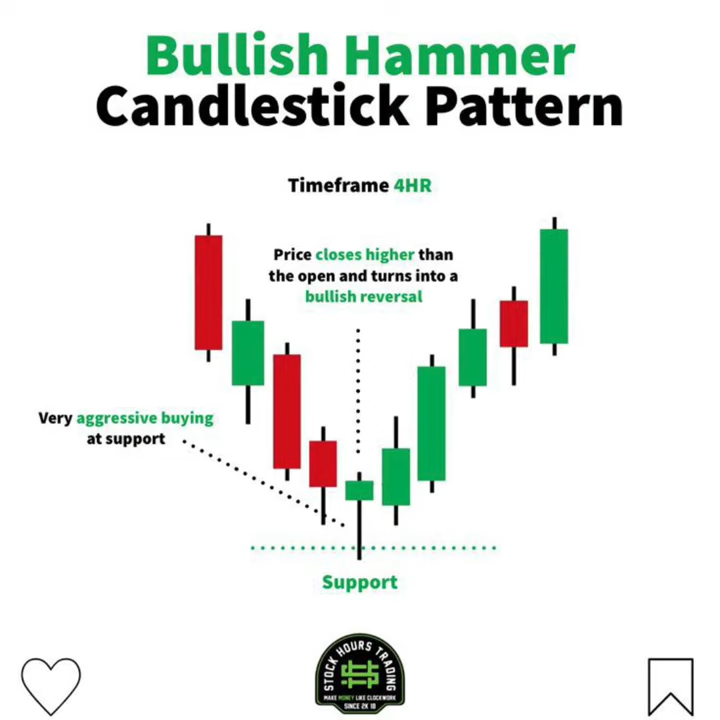 Bullish Hammer
Candlestick Pattern
Timeframe 4HR
Price closes higher than
the open and turns into a
bullish reversal
Very aggressive buying
at support
Support
STOCK HOURS TRADING
MAKE MONEY LIKE CLOCKWORK
SINCE 2K 18